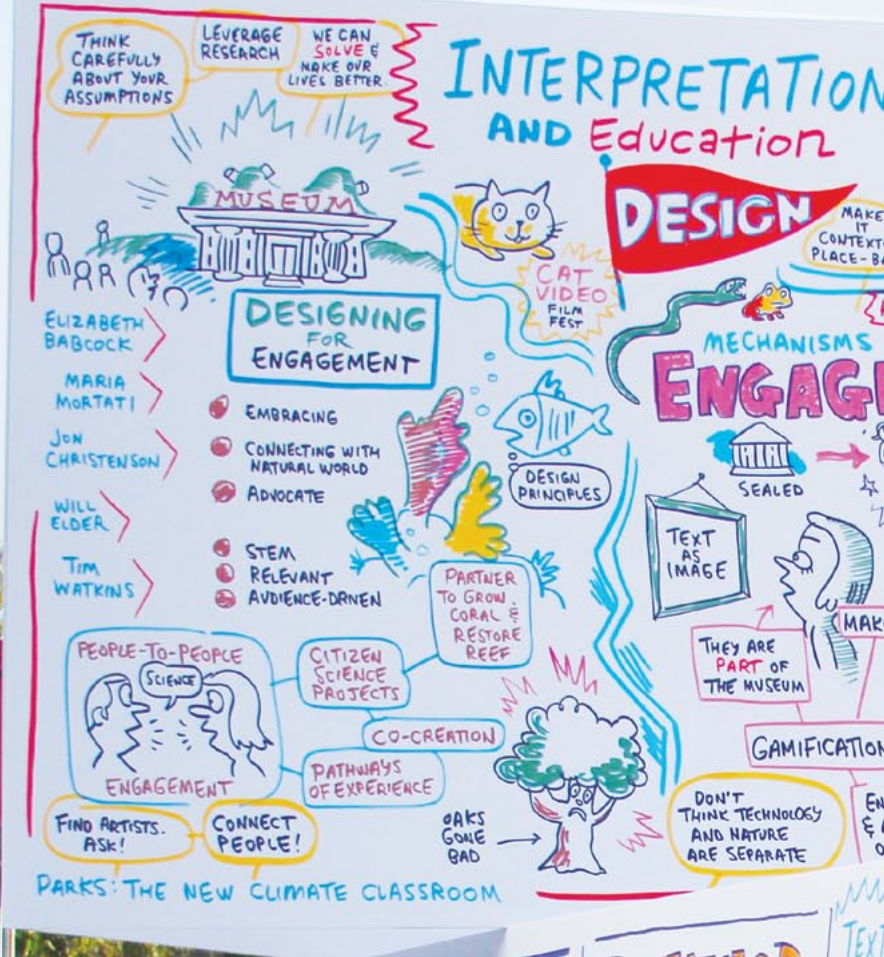 THINK
CAREFULLY
ABOUT YOUR
ASSUMPTIONS
LEVERAGE
RESEARCH
WE CAN
SOLVE &
MAKE OUR
LIVES BETTER.
INTERPRETATION
AND Education
DESIGN
MAKE
IT
MUSEUM
CAT
VIDEO
FILM
FEST
DESIGNING
FOR
ENGAGEMENT
ELIZABETH
BABCOCK
MARIA
MORTATI
JON
CHRISTENSON
WILL
ELDER
TIM
WATKINS
EMBRACING
CONNECTING WITH
NATURAL WORLD
ADVOCATE
STEM
RELEVANT
AUDIENCE-DRIVEN
DESIGN
PRINCIPLES
PARTNER
TO GROW
CORAL &
RESTORE
REEF
PEOPLE-TO-PEOPLE
SCIENCE
ENGAGEMENT
CITIZEN
SCIENCE
PROJECTS
CO-CREATION
PATHWAYS
OF EXPERIENCE
FIND ARTISTS.
ASK!
CONNECT
PEOPLE!
OAKS
GONE
BAD
PARKS: THE NEW CLIMATE CLASSROOM
MECHANISMS
ENGAG
SEALED
TEXT
AS
IMAGE
THEY ARE
PART OF
THE MUSEUM
GAMIFICATION
DON'T
THINK TECHNOLOGY
AND NATURE
ARE SEPARATE